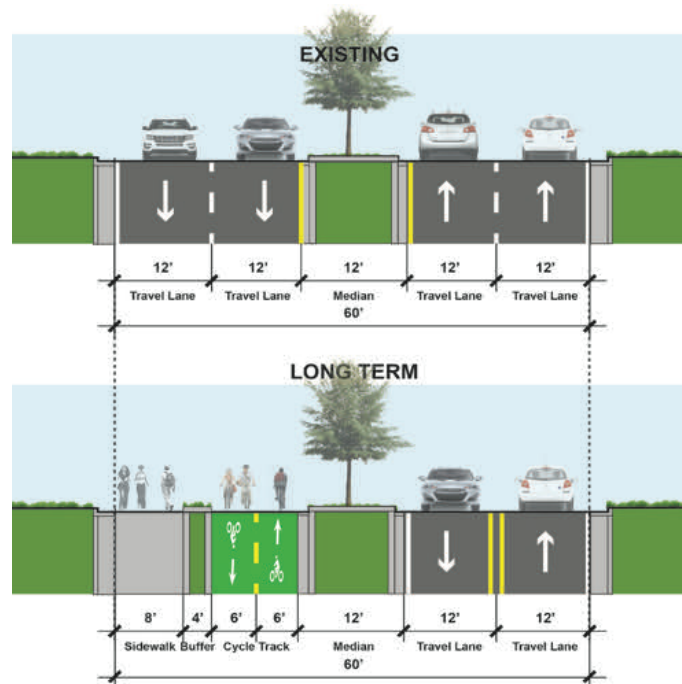 EXISTING
12' 12' 12' 12' 12'
Travel Lane Travel Lane Median Travel Lane Travel Lane
60'
LONG TERM
8' 4' 6' 6' 12' 12' 12'
Sidewalk Buffer Cycle Track Median Travel Lane Travel Lane
60'